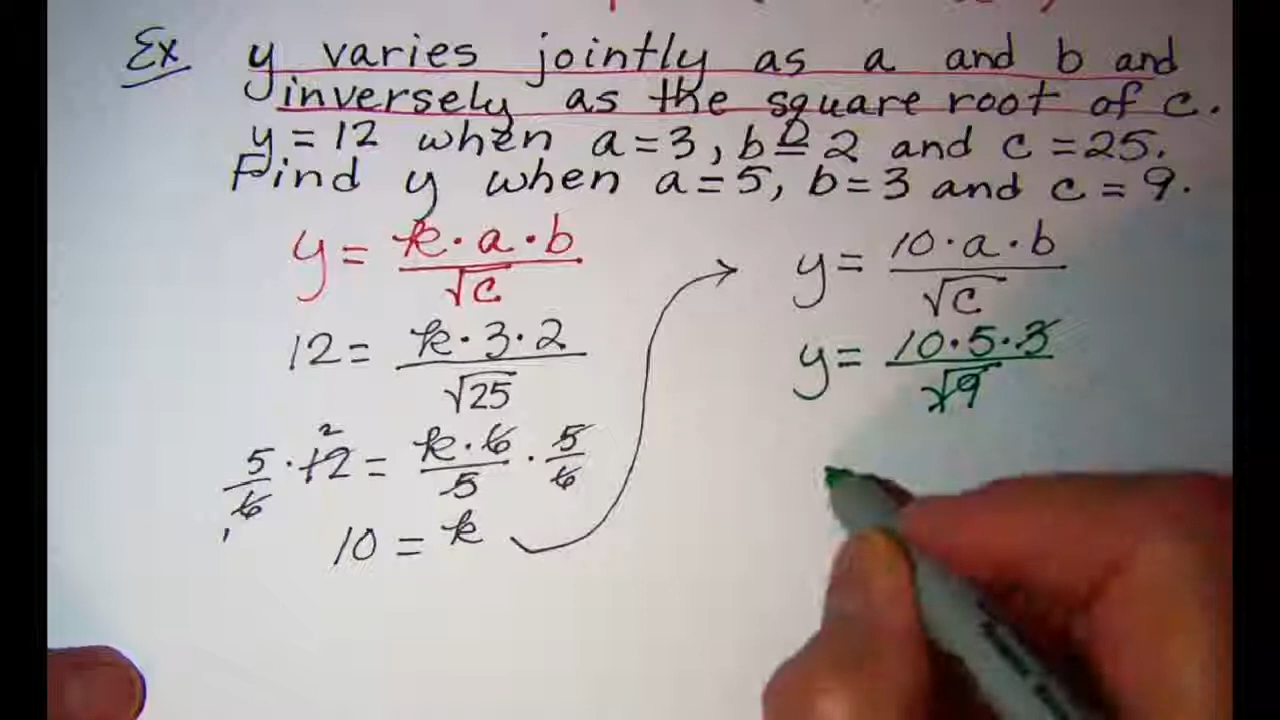 Ex y varies jointly as a and b and
inversely as the square root of c.
y = 12 when a = 3, b = 2 and c = 25.
Find y when a = 5, b = 3 and c = 9.
y = k · a · b / √c
12 = k · 3 · 2 / √25
5/6 · 12 2 = k · 6 / 5 · 5/6
1
10 = k
y = 10 · a · b / √c
y = 10 · 5 · 3 / √9